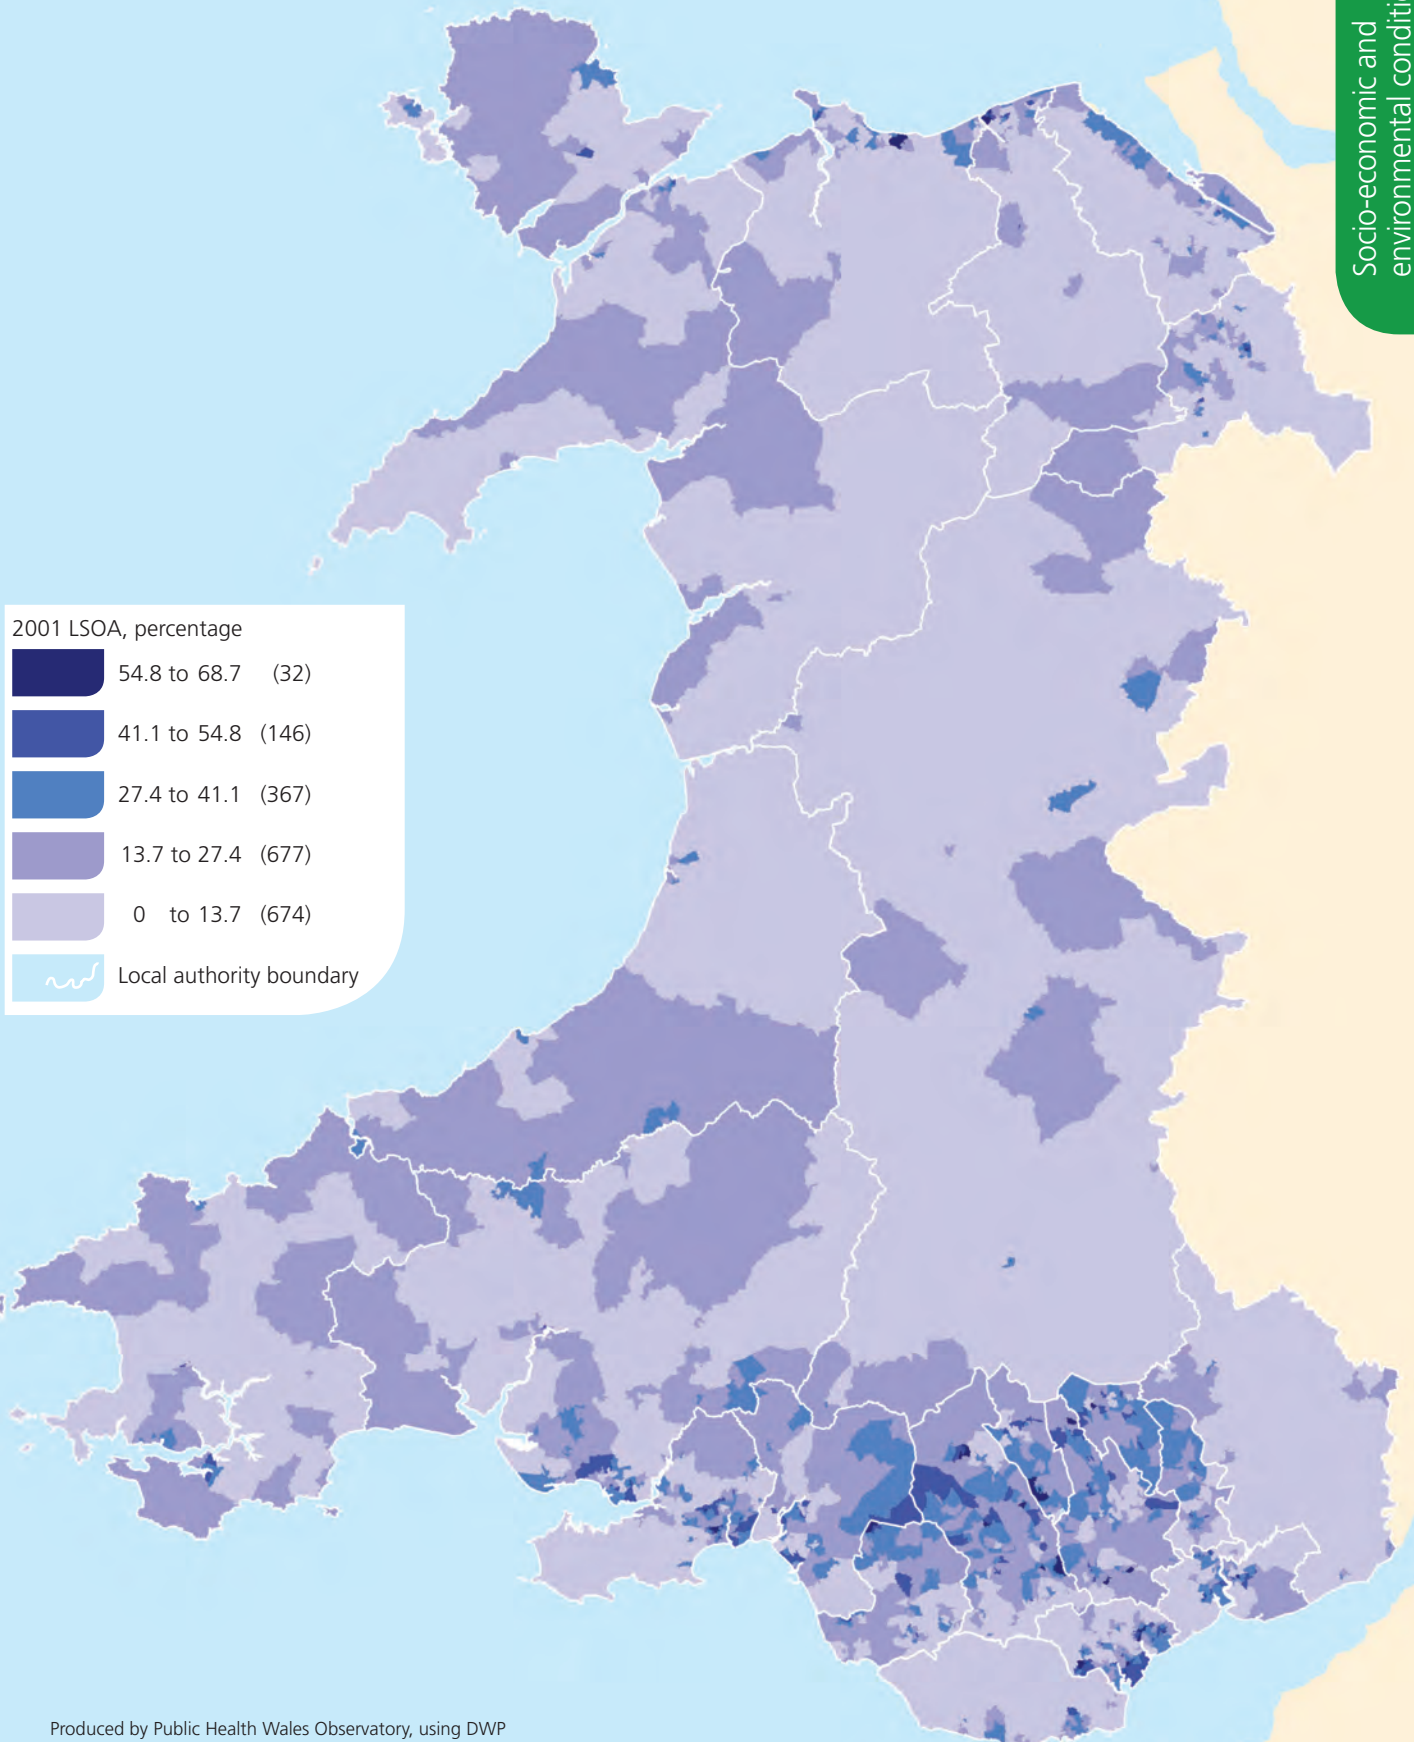 Socio-economic and
environmental
2001 LSOA, percentage
54.8 to 68.7 (32)
41.1 to 54.8 (146)
27.4 to 41.1 (367)
13.7 to 27.4 (677)
0 to 13.7 (674)
Local authority boundary
Produced by Public Health Wales Observatory, using DWP